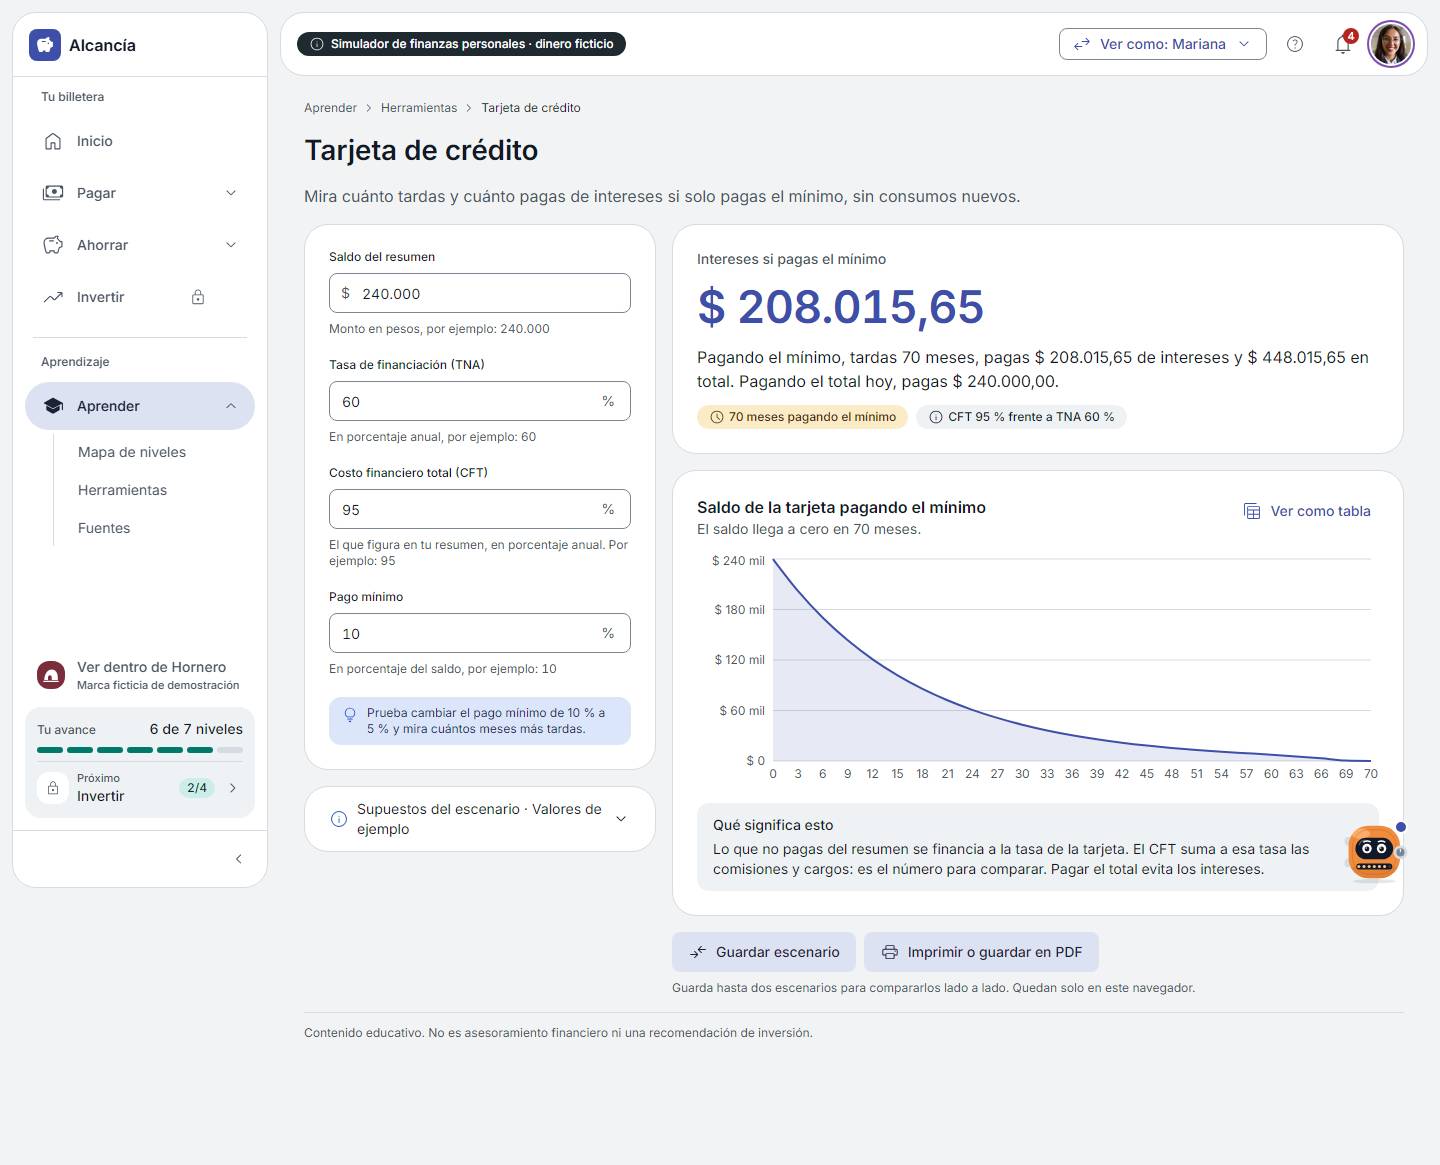 Alcancía
Simulador de finanzas personales · dinero ficticio
Ver como: Mariana
4
Tu billetera
Inicio
Pagar
Ahorrar
Invertir
Aprendizaje
Aprender
Mapa de niveles
Herramientas
Fuentes
Ver dentro de Hornero
Marca ficticia de demostración
Tu avance 6 de 7 niveles
Próximo
Invertir
2/4
Aprender > Herramientas > Tarjeta de crédito
Tarjeta de crédito
Mira cuánto tardas y cuánto pagas de intereses si solo pagas el mínimo, sin consumos nuevos.
Saldo del resumen
$ 240.000
Monto en pesos, por ejemplo: 240.000
Tasa de financiación (TNA)
60 %
En porcentaje anual, por ejemplo: 60
Costo financiero total (CFT)
95 %
El que figura en tu resumen, en porcentaje anual. Por
ejemplo: 95
Pago mínimo
10 %
En porcentaje del saldo, por ejemplo: 10
Prueba cambiar el pago mínimo de 10 % a
5 % y mira cuántos meses más tardas.
Supuestos del escenario · Valores de
ejemplo
Intereses si pagas el mínimo
$ 208.015,65
Pagando el mínimo, tardas 70 meses, pagas $ 208.015,65 de intereses y $ 448.015,65 en
total. Pagando el total hoy, pagas $ 240.000,00.
70 meses pagando el mínimo
CFT 95 % frente a TNA 60 %
Saldo de la tarjeta pagando el mínimo
El saldo llega a cero en 70 meses.
Ver como tabla
$ 240 mil
$ 180 mil
$ 120 mil
$ 60 mil
$ 0
0 3 6 9 12 15 18 21 24 27 30 33 36 39 42 45 48 51 54 57 60 63 66 69 70
Qué significa esto
Lo que no pagas del resumen se financia a la tasa de la tarjeta. El CFT suma a esa tasa las
comisiones y cargos: es el número para comparar. Pagar el total evita los intereses.
Guardar escenario
Imprimir o guardar en PDF
Guarda hasta dos escenarios para compararlos lado a lado. Quedan solo en este navegador.
Contenido educativo. No es asesoramiento financiero ni una recomendación de inversión.